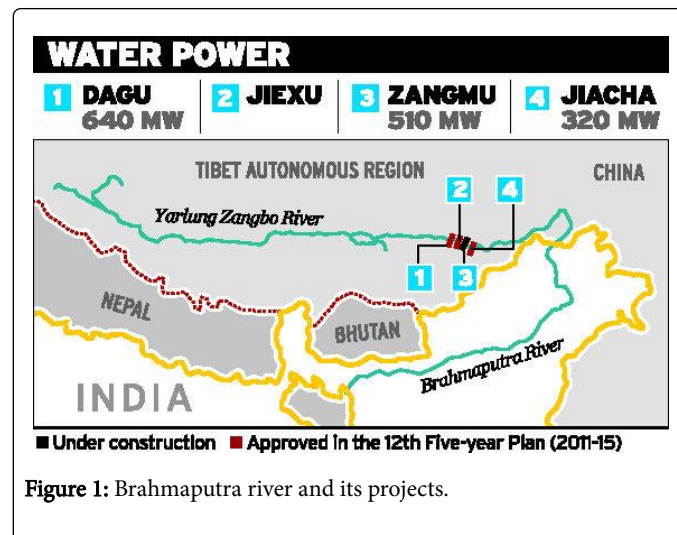 WATER POWER
1 DAGU
640 MW
2 JIEXU
3 ZANGMU
510 MW
4 JIACHA
320 MW
TIBET AUTONOMOUS REGION
CHINA
Yarlung Zangbo River
2
4
1
3
NEPAL
BHUTAN
Brahmaputra River
INDIA
Under construction Approved in the 12th Five-year Plan (2011-15)
Figure 1: Brahmaputra river and its projects.